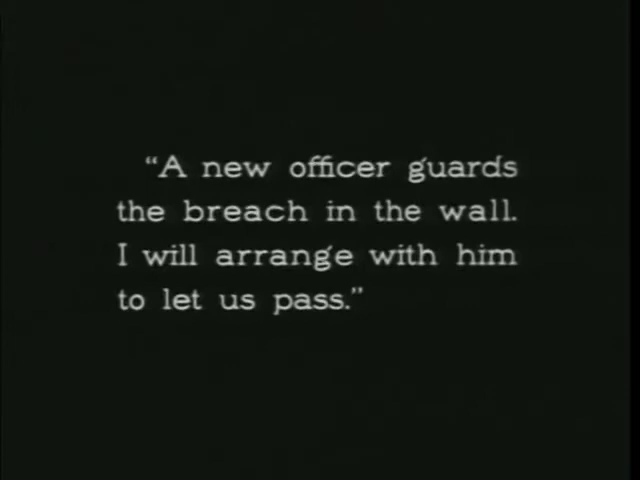 “A new officer guards
the breach in the wall.
I will arrange with him
to let us pass.”